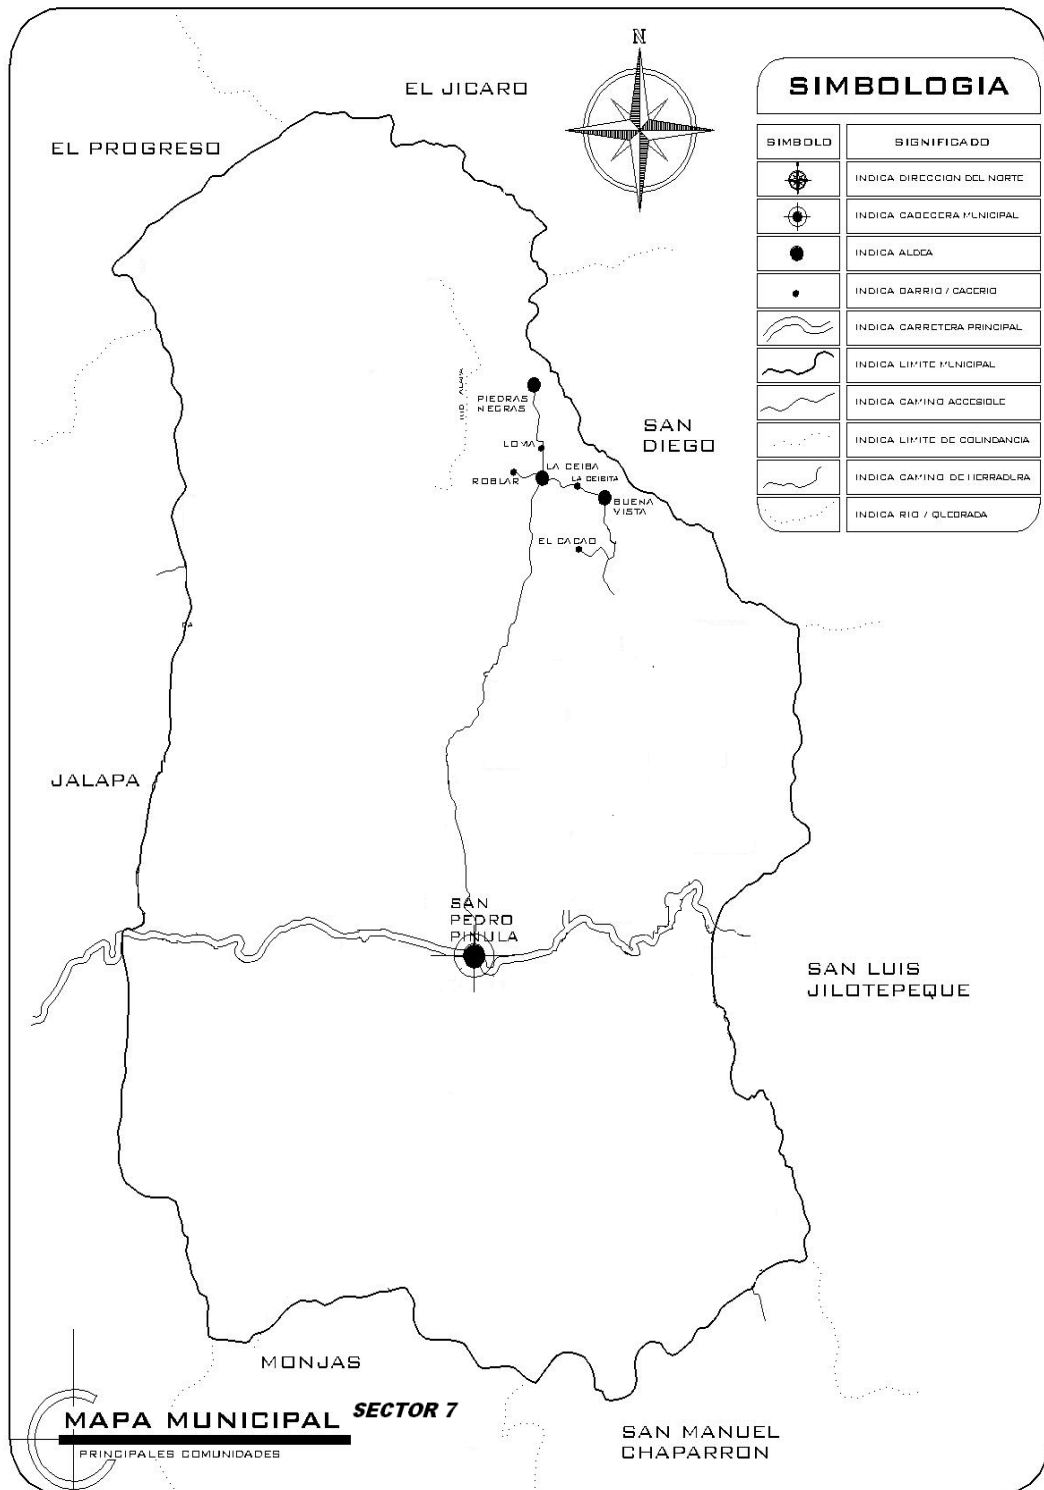 N
EL JICARO
EL PROGRESO
SIMBOLOGIA
SIMBOLO
SIGNIFICADO
INDICA DIRECCION DEL NORTE
INDICA CABECERA MUNICIPAL
INDICA ALDEA
INDICA BARRIO / CACERIO
INDICA CARRETERA PRINCIPAL
INDICA LIMITE MUNICIPAL
INDICA CAMINO ACCESIBLE
INDICA LIMITE DE COLINDANCIA
INDICA CAMINO DE HERRADURA
INDICA RIO / QUEBRADA
PIEDRAS
NEGRAS
SAN
DIEGO
LOMA
LA CEIBA
ROBLAR
LA CEIBITA
BUENA
VISTA
EL CACAO
JALAPA
SAN
PEDRO
PINULA
SAN LUIS
JILOTEPEQUE
MONJAS
MAPA MUNICIPAL
SECTOR 7
PRINCIPALES COMUNIDADES
SAN MANUEL
CHAPARRON